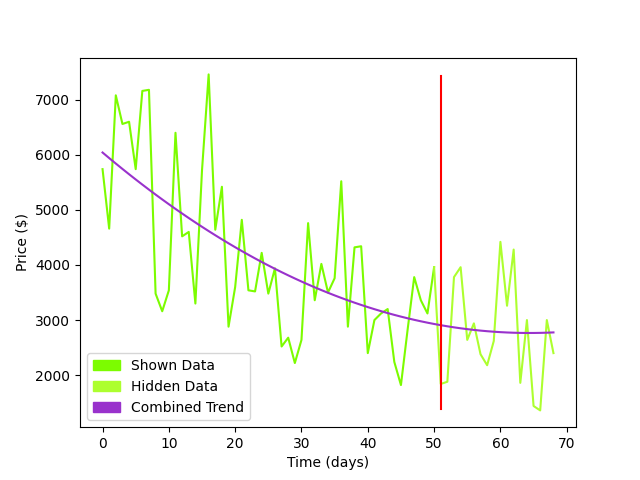 7000
6000
5000
4000
3000
2000
Price ($)
Shown Data
Hidden Data
Combined Trend
0 10 20 30 40 50 60 70
Time (days)